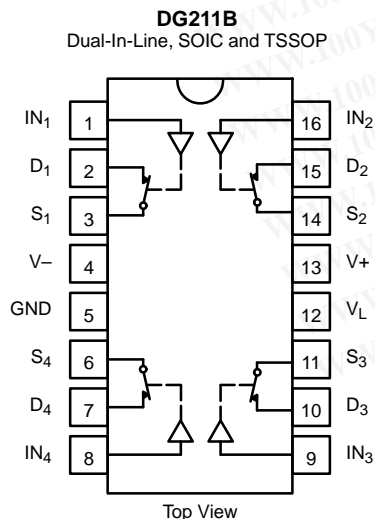 DG211B
Dual-In-Line, SOIC and TSSOP
IN1 1 16 IN2
D1 2 15 D2
S1 3 14 S2
V– 4 13 V+
GND 5 12 VL
S4 6 11 S3
D4 7 10 D3
IN4 8 9 IN3
Top View